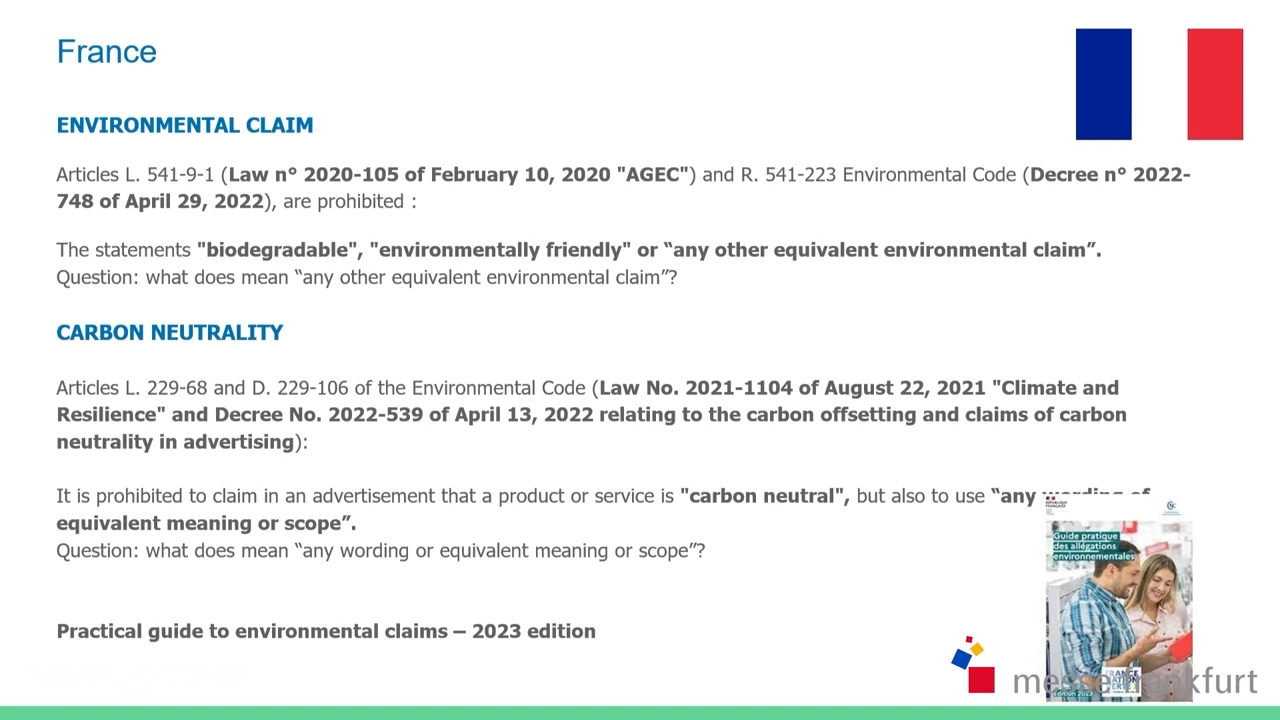 France
ENVIRONMENTAL CLAIM
Articles L. 541-9-1 (Law n° 2020-105 of February 10, 2020 "AGEC") and R. 541-223 Environmental Code (Decree n° 2022-
748 of April 29, 2022), are prohibited :
The statements "biodegradable", "environmentally friendly" or “any other equivalent environmental claim”.
Question: what does mean “any other equivalent environmental claim”?
CARBON NEUTRALITY
Articles L. 229-68 and D. 229-106 of the Environmental Code (Law No. 2021-1104 of August 22, 2021 "Climate and
Resilience" and Decree No. 2022-539 of April 13, 2022 relating to the carbon offsetting and claims of carbon
neutrality in advertising):
It is prohibited to claim in an advertisement that a product or service is "carbon neutral", but also to use “any wording of
equivalent meaning or scope”.
Question: what does mean “any wording or equivalent meaning or scope”?
Guide pratique
des allégations
environnementales
Practical guide to environmental claims – 2023 edition
messe frankfurt